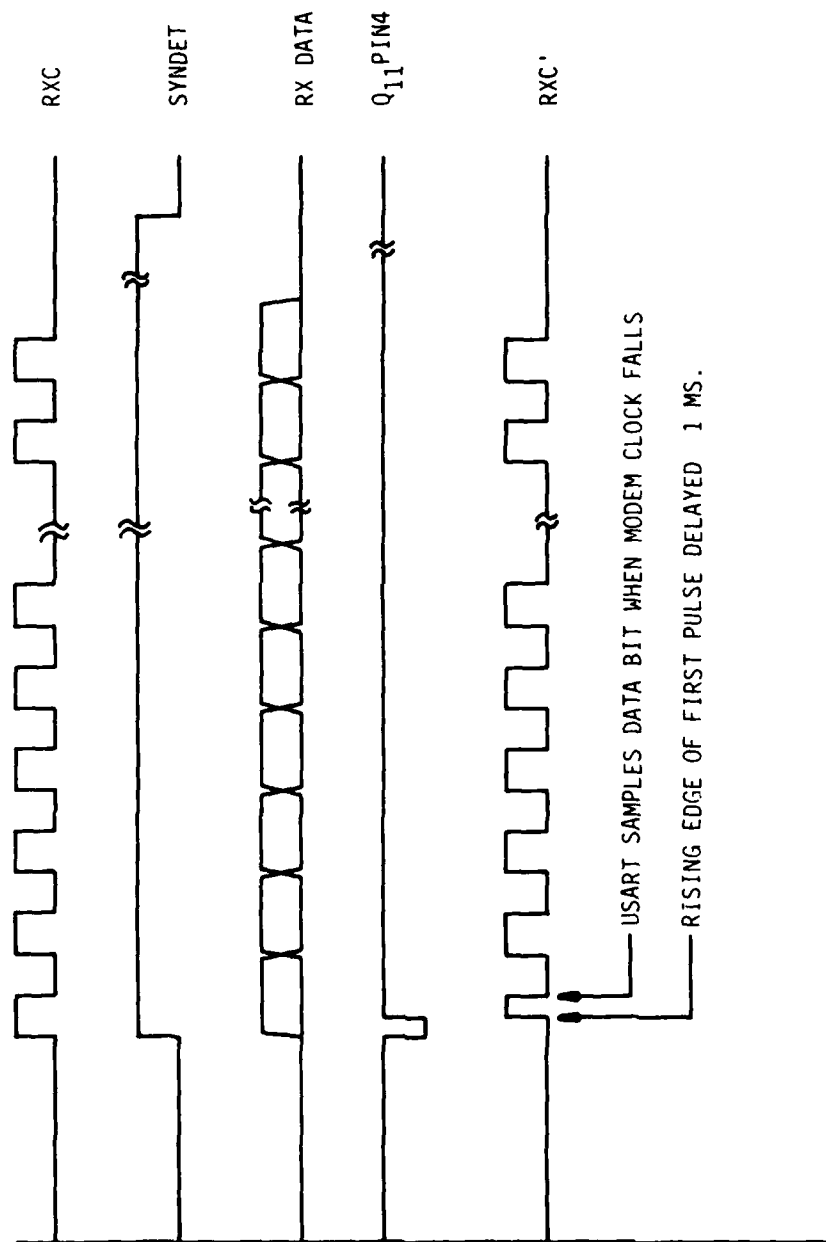 RXC
SYNDET
RX DATA
Q11PIN4
RXC'
USART SAMPLES DATA BIT WHEN MODEM CLOCK FALLS
RISING EDGE OF FIRST PULSE DELAYED 1 MS.